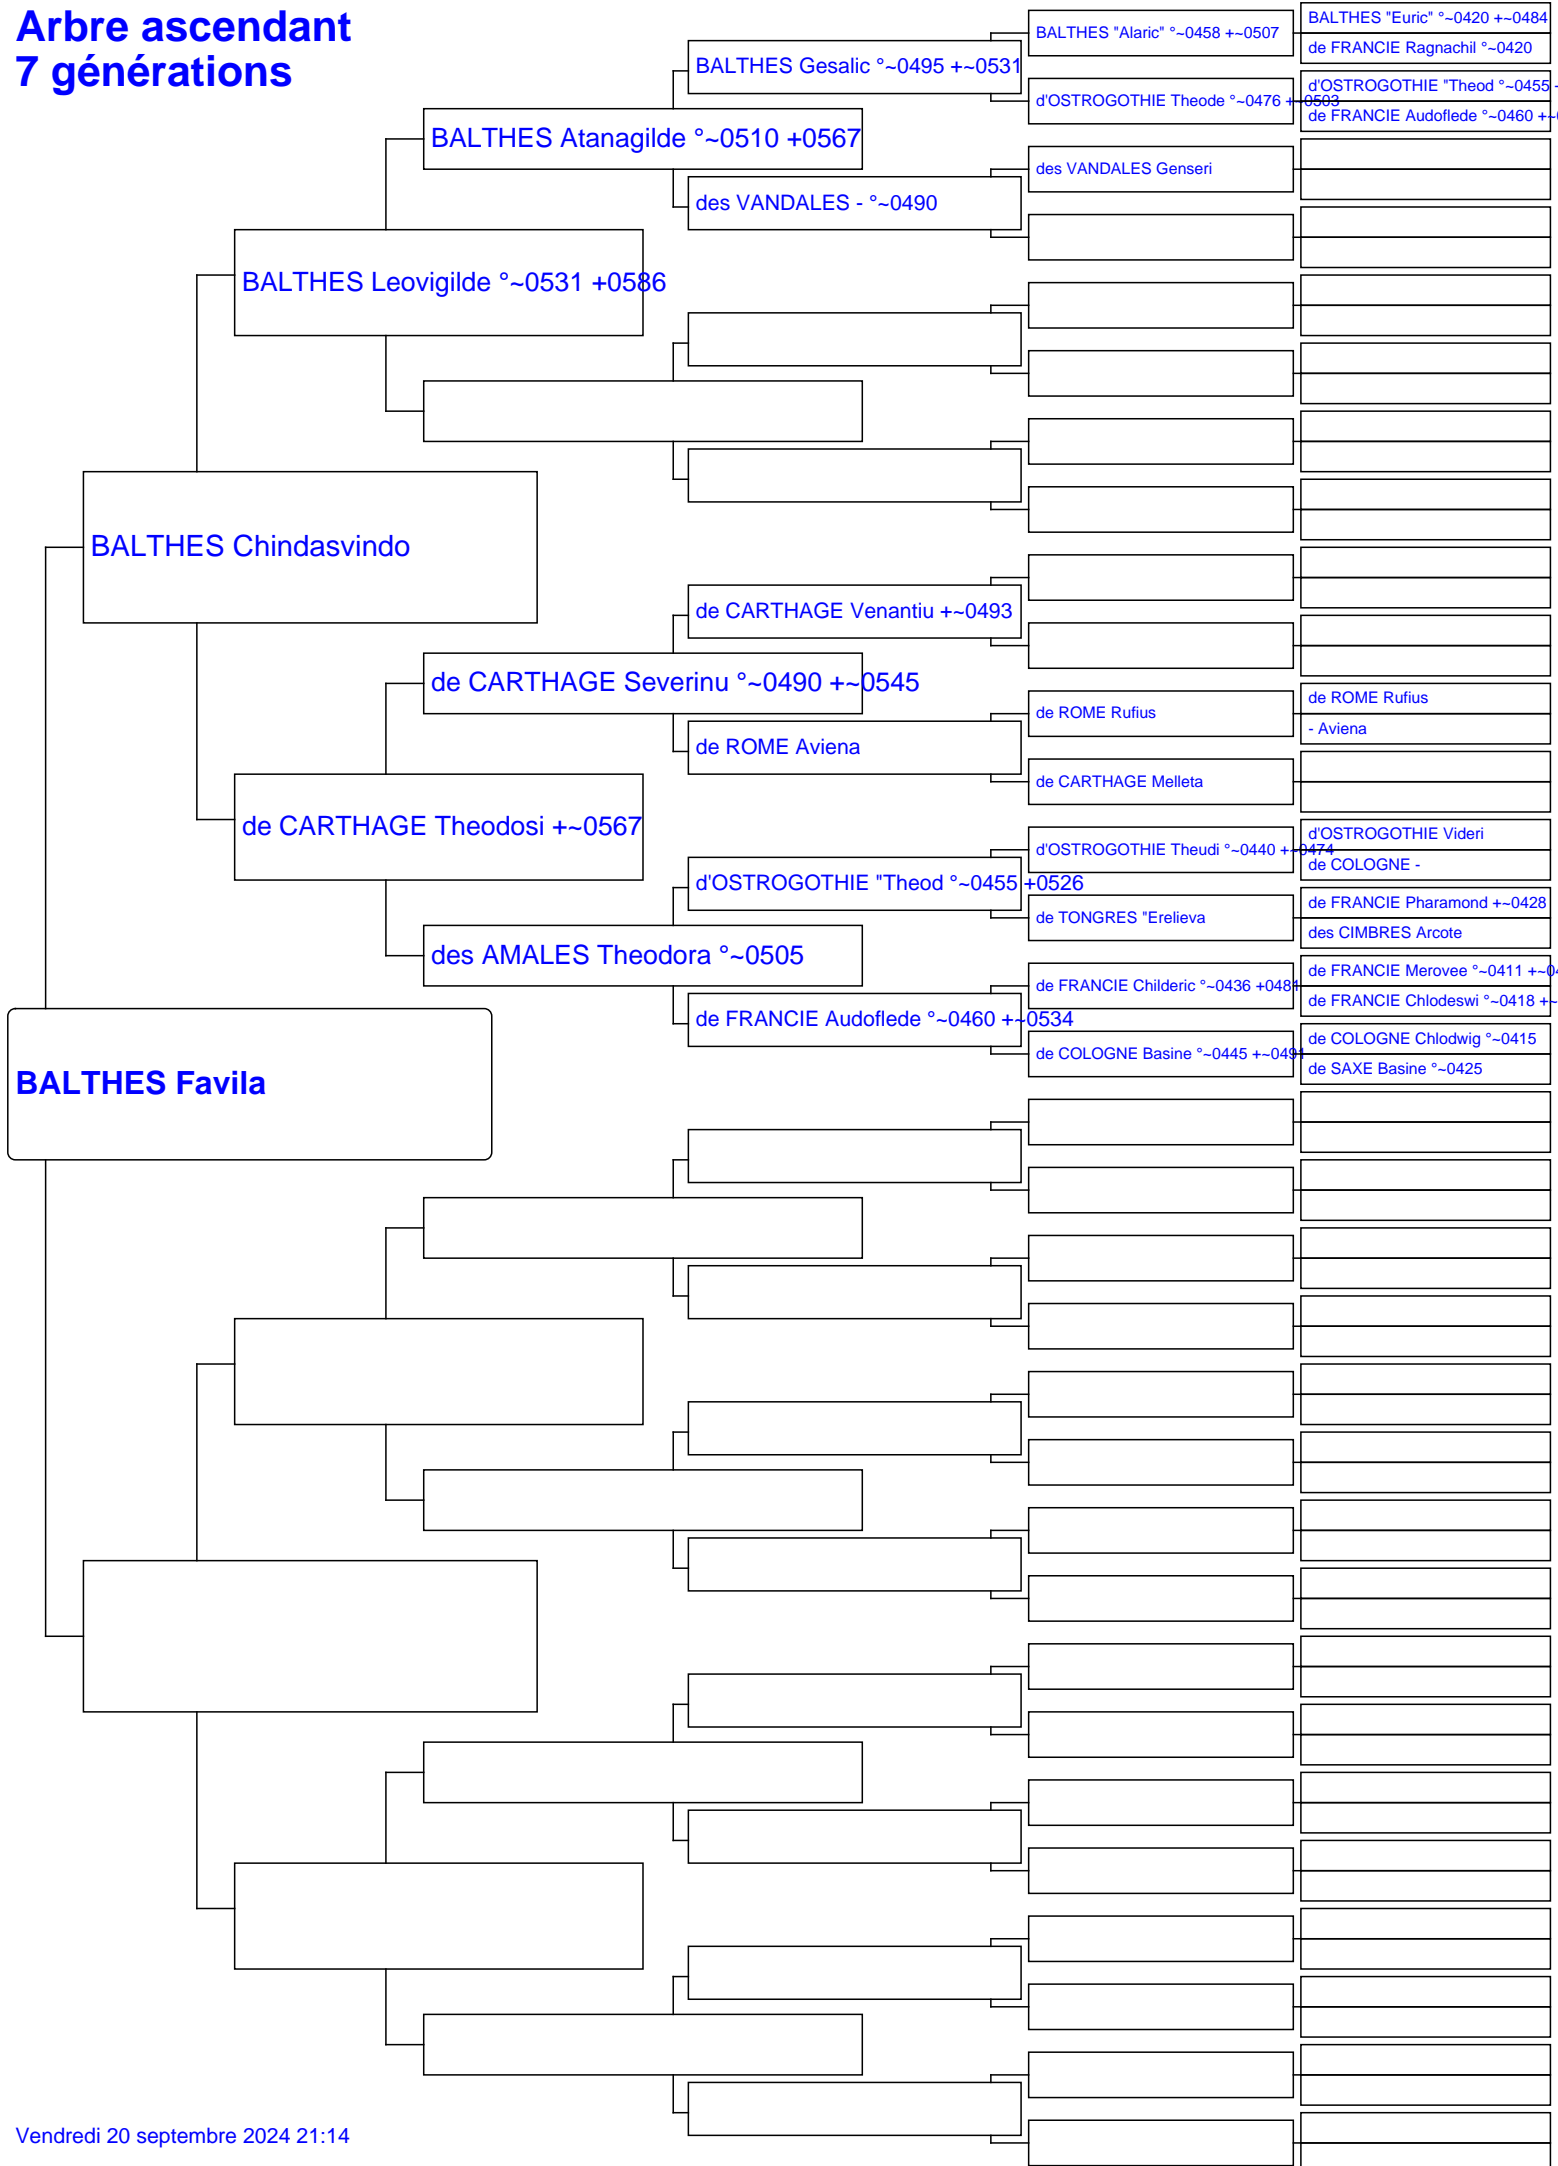 Arbre ascendant
7 générations
BALTHES "Euric" °~0420 +~0484
BALTHES "Alaric" °~0458 +~0507
de FRANCIE Ragnachil °~0420
BALTHES Gesalic °~0495 +~0531
d'OSTROGOTHIE "Theod °~0455
d'OSTROGOTHIE Theode °~0476 +~0503
de FRANCIE Audoflede °~0460
BALTHES Atanagilde °~0510 +0567
des VANDALES Genseri
des VANDALES - °~0490
BALTHES Leovigilde °~0531 +0586
BALTHES Chindasvindo
de CARTHAGE Venantiu +~0493
de CARTHAGE Severinu °~0490 +~0545
de ROME Rufius
de ROME Rufius
- Aviena
de ROME Aviena
de CARTHAGE Melleta
de CARTHAGE Theodosi +~0567
d'OSTROGOTHIE Videri
d'OSTROGOTHIE Theudi °~0440 +~0474
de COLOGNE -
d'OSTROGOTHIE "Theod °~0455 +0526
de FRANCIE Pharamond +~0428
de TONGRES "Erelieva
des CIMBRES Arcote
des AMALES Theodora °~0505
de FRANCIE Merovee °~0411
de FRANCIE Childeric °~0436 +0481
de FRANCIE Chlodeswi °~0418
de FRANCIE Audoflede °~0460 +~0534
de COLOGNE Chlodwig °~0415
de COLOGNE Basine °~0445 +~0491
de SAXE Basine °~0425
BALTHES Favila
Vendredi 20 septembre 2024 21:14